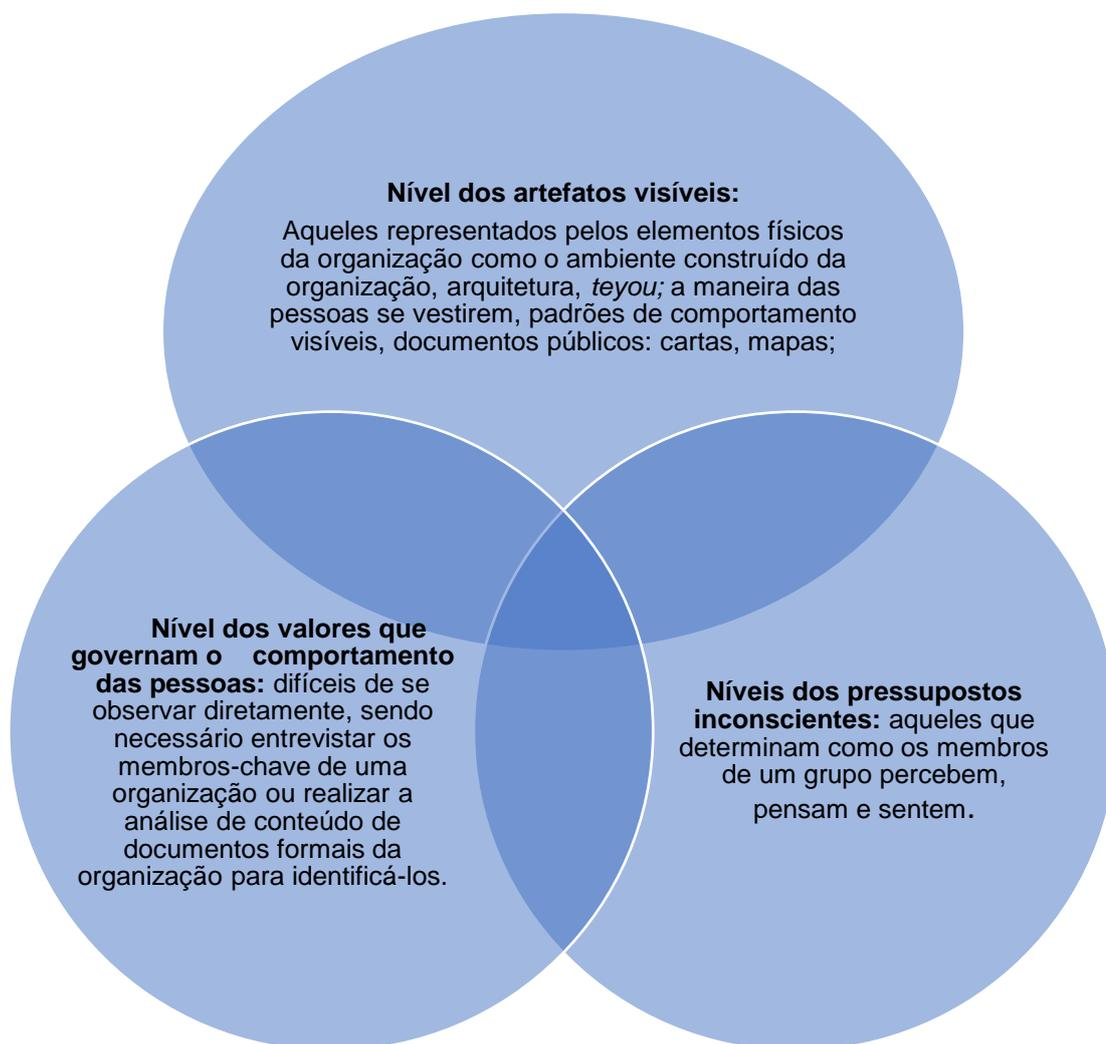 Nível dos artefatos visíveis:
Aqueles representados pelos elementos físicos
da organização como o ambiente construído da
organização, arquitetura, teyou; a maneira das
pessoas se vestirem, padrões de comportamento
visíveis, documentos públicos: cartas, mapas;
Nível dos valores que
governam o comportamento
das pessoas: difíceis de se
observar diretamente, sendo
necessário entrevistar os
membros-chave de uma
organização ou realizar a
análise de conteúdo de
documentos formais da
organização para identificá-los.
Níveis dos pressupostos
inconscientes: aqueles que
determinam como os membros
de um grupo percebem,
pensam e sentem.